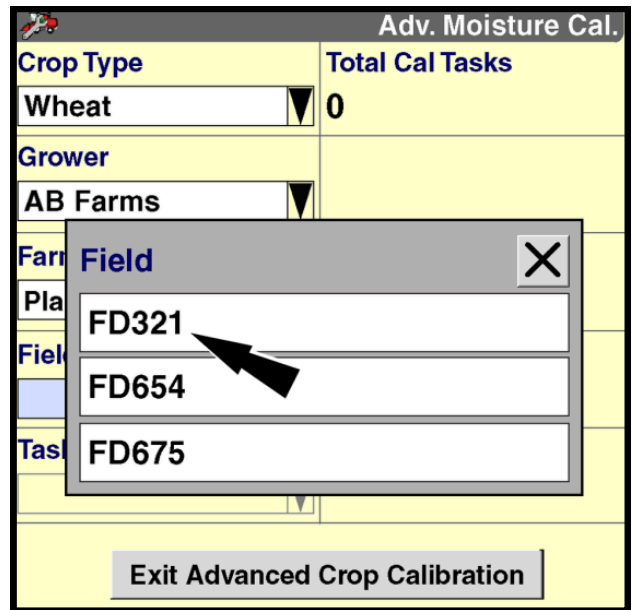 Adv. Moisture Cal.
Crop Type
Total Cal Tasks
Wheat
0
Grower
AB Farms
Field
FD321
FD654
FD675
Exit Advanced Crop Calibration